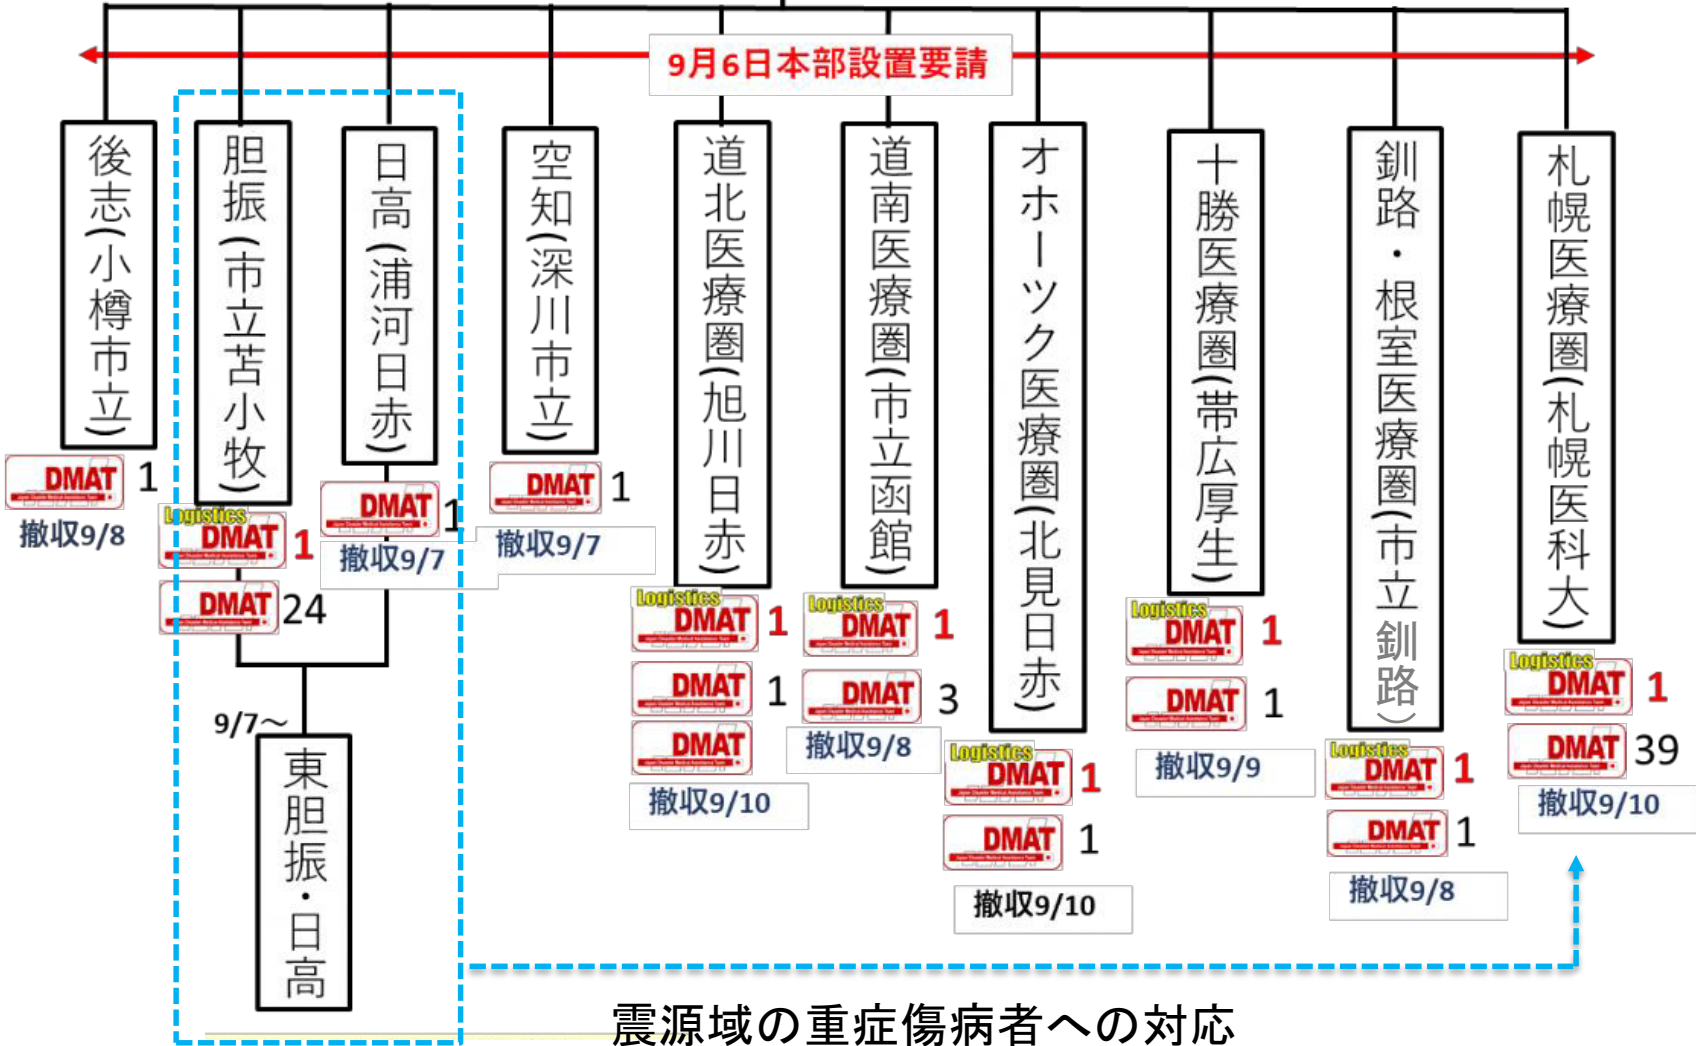 9月6日本部設置要請
後志(小樽市立)
DMAT 1
撤収9/8
胆振(市立苫小牧)
Logistics
DMAT 1
DMAT 24
日高(浦河日赤)
DMAT 1
撤収9/7
9/7～
東胆振・日高
空知(深川市立)
DMAT 1
撤収9/7
道北医療圏(旭川日赤)
Logistics
DMAT 1
DMAT 1
DMAT
撤収9/10
道南医療圏(市立函館)
Logistics
DMAT 1
DMAT 3
撤収9/8
オホーツク医療圏(北見日赤)
Logistics
DMAT 1
DMAT 1
撤収9/10
十勝医療圏(帯広厚生)
Logistics
DMAT 1
DMAT 1
撤収9/9
釧路・根室医療圏(市立釧路)
Logistics
DMAT 1
DMAT 1
撤収9/8
札幌医療圏(札幌医科大)
Logistics
DMAT 1
DMAT 39
撤収9/10
震源域の重症傷病者への対応